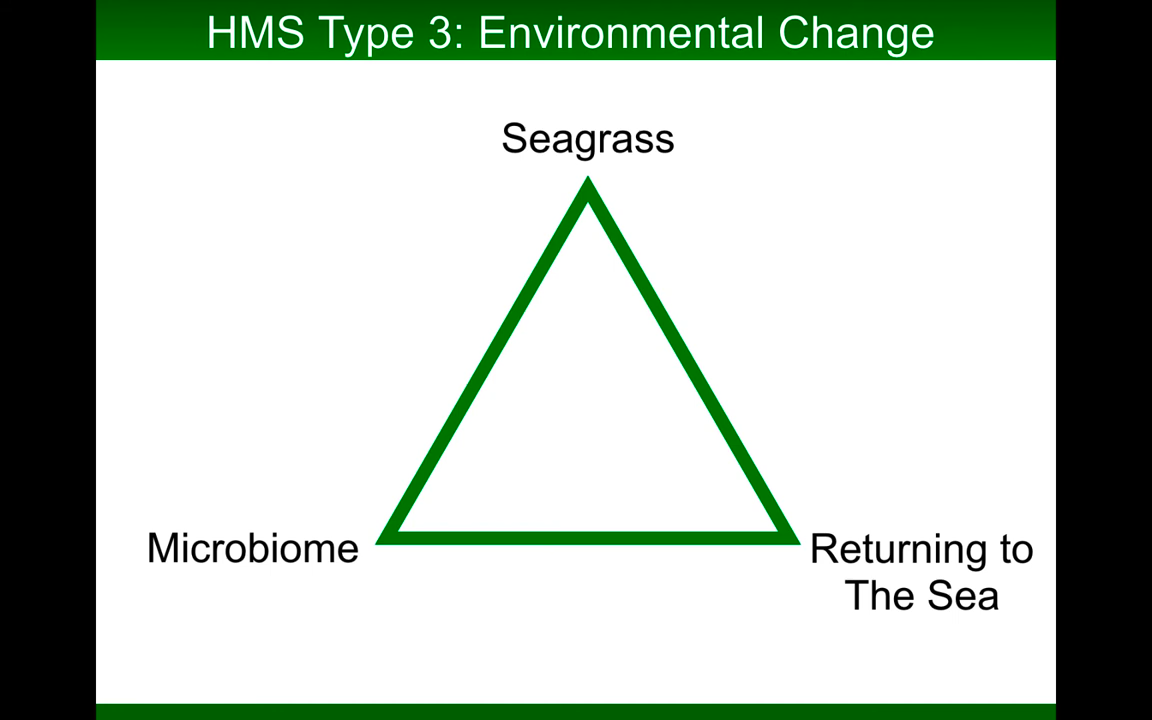 HMS Type 3: Environmental Change
Seagrass
Microbiome
Returning to
The Sea